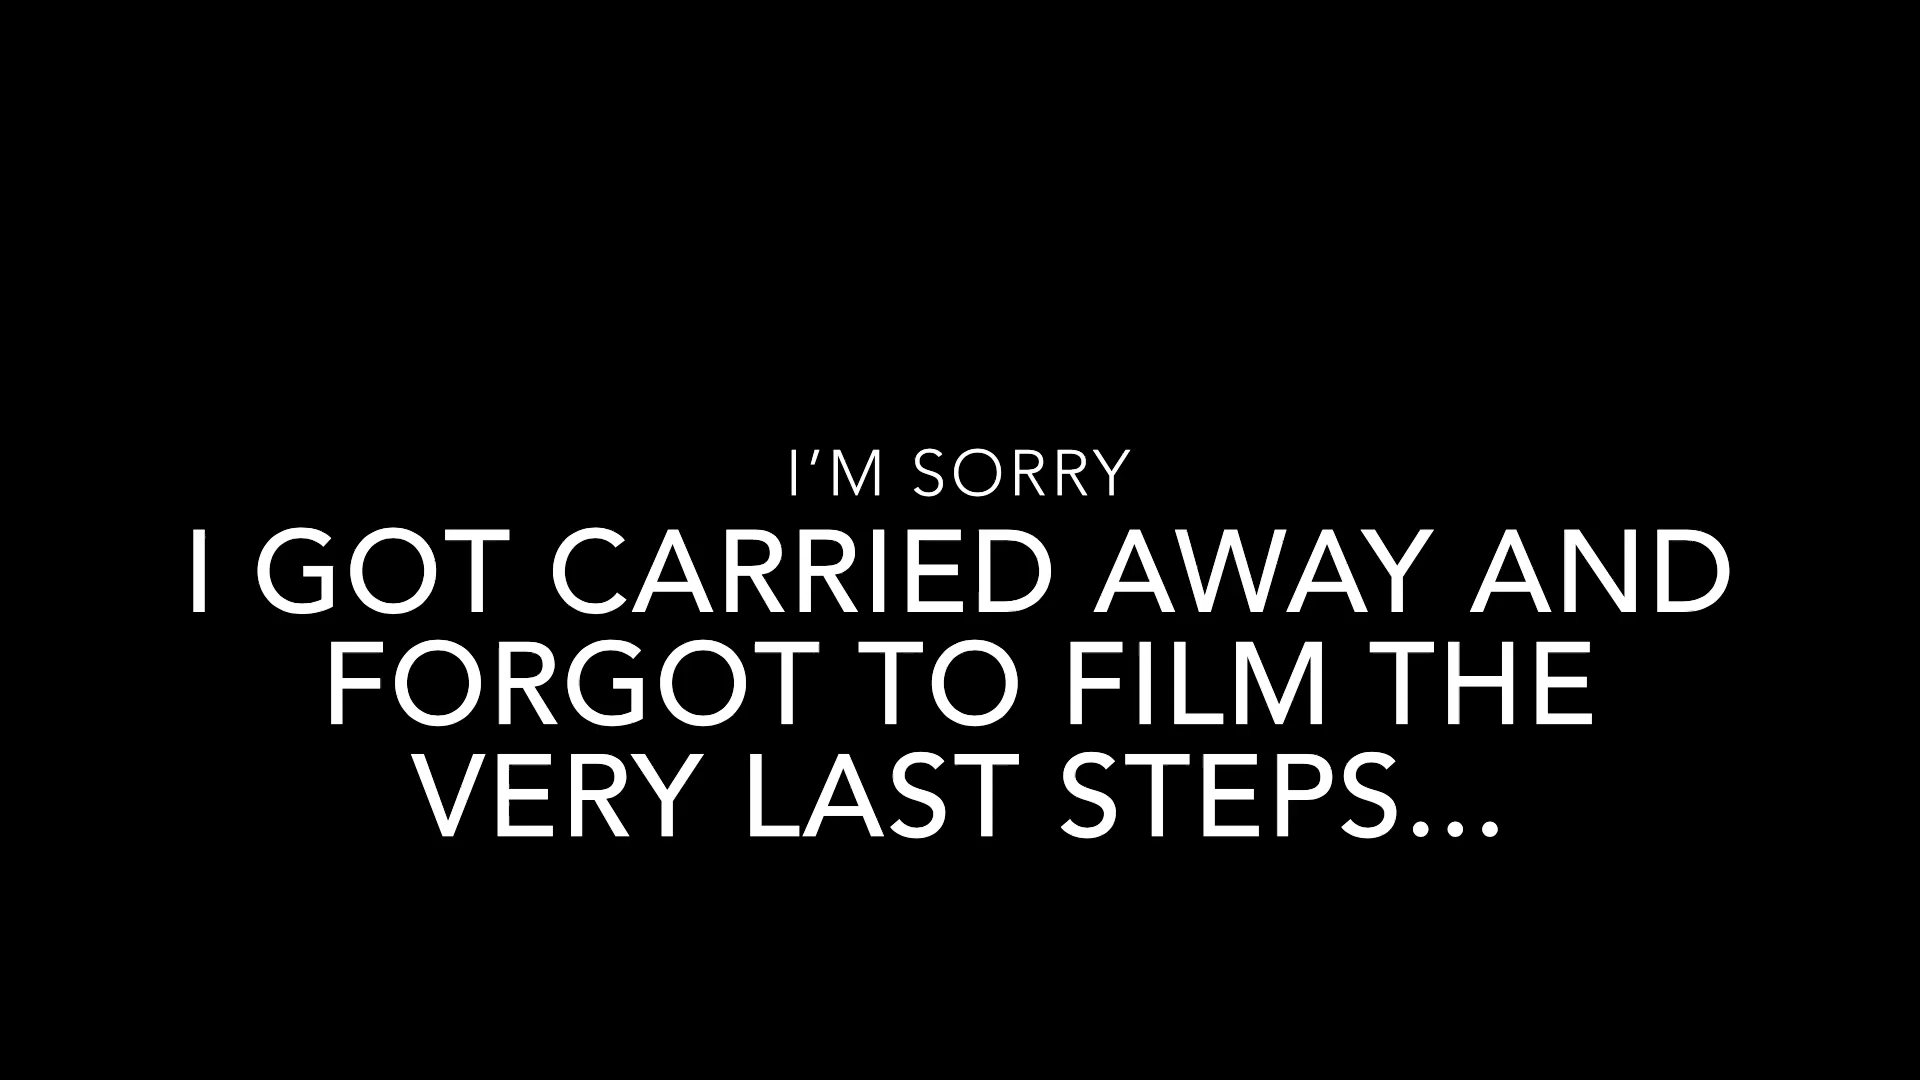 I’M SORRY
I GOT CARRIED AWAY AND
FORGOT TO FILM THE
VERY LAST STEPS...